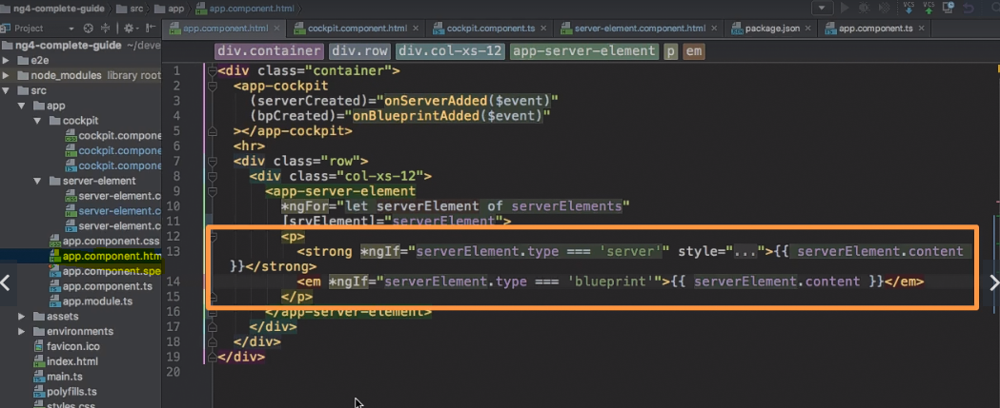 ng4-complete-guide src app app.component.html
Project
app.component.html cockpit.component.html cockpit.component.ts server-element.component.html package.json app.component.ts
ng4-complete-guide ~/deve
e2e
node_modules library root
src
app
cockpit
cockpit.compone
cockpit.compone
cockpit.compone
server-element
server-element.c
server-element.c
server-element.c
app.component.css
app.component.htm
app.component.spe
app.component.ts
app.module.ts
assets
environments
favicon.ico
index.html
main.ts
polyfills.ts
styles.css
VCS VCS
div.container div.row div.col-xs-12 app-server-element p em
1 <div class="container">
2 <app-cockpit
3 (serverCreated)="onServerAdded($event)"
4 (bpCreated)="onBlueprintAdded($event)"
5 ></app-cockpit>
6 <hr>
7 <div class="row">
8 <div class="col-xs-12">
9 <app-server-element
10 *ngFor="let serverElement of serverElements"
11 [srvElement]="serverElement">
12 <p>
13 <strong *ngIf="serverElement.type === 'server'" style="...">{{ serverElement.content
}}</strong>
14 <em *ngIf="serverElement.type === 'blueprint'">{{ serverElement.content }}</em>
15 </p>
16 </app-server-element>
17 </div>
18 </div>
19 </div>
20